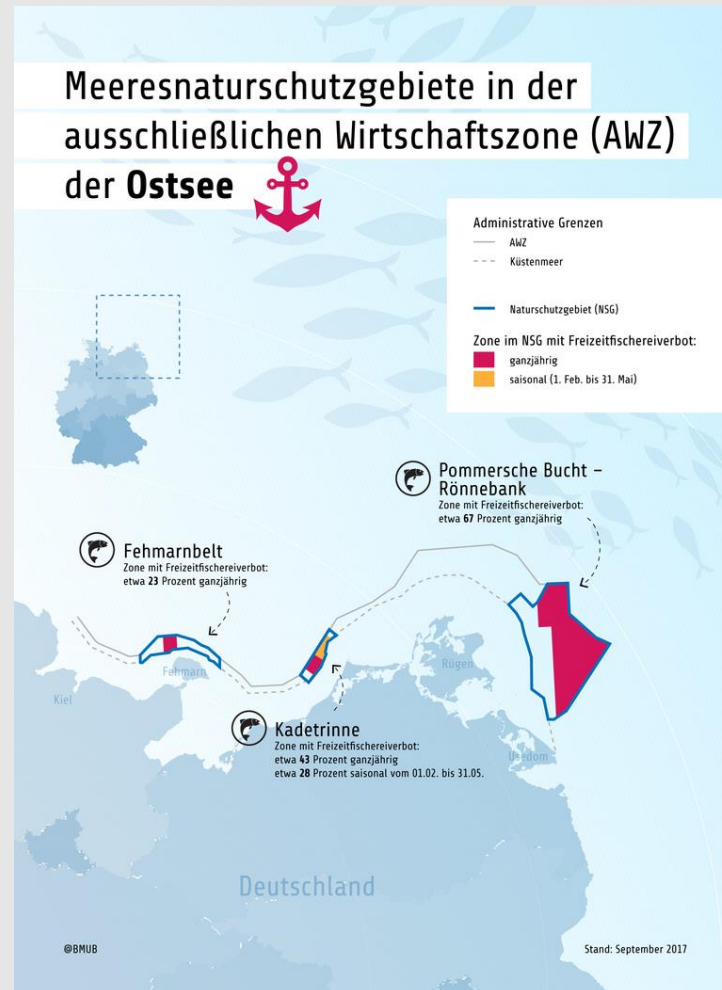 Meeresnaturschutzgebiete in der
ausschließlichen Wirtschaftszone (AWZ)
der Ostsee
Administrative Grenzen
AWZ
Küstenmeer
Naturschutzgebiet (NSG)
Zone im NSG mit Freizeitfischereiverbot:
ganzjährig
saisonal (1. Feb. bis 31. Mai)
Pommersche Bucht –
Rönnebank
Zone mit Freizeitfischereiverbot:
etwa 67 Prozent ganzjährig
Fehmarnbelt
Zone mit Freizeitfischereiverbot:
etwa 23 Prozent ganzjährig
Fehmarn
Rügen
Kiel
Kadetrinne
Zone mit Freizeitfischereiverbot:
etwa 43 Prozent ganzjährig
etwa 28 Prozent saisonal vom 01.02. bis 31.05.
Usedom
Deutschland
@BMUB
Stand: September 2017